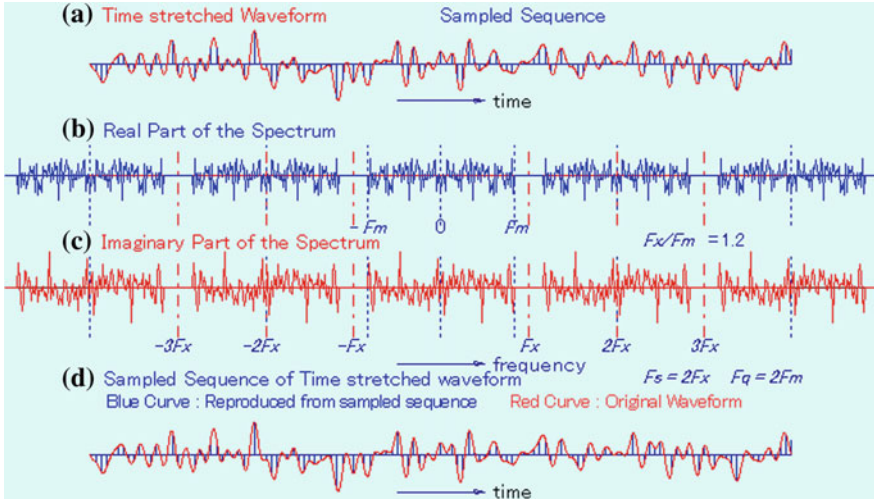 (a) Time stretched Waveform Sampled Sequence
time
(b) Real Part of the Spectrum
- Fm 0 Fm
(c) Imaginary Part of the Spectrum Fx/Fm = 1.2
-3Fx -2Fx -Fx Fx 2Fx 3Fx
frequency
(d) Sampled Sequence of Time stretched waveform Fs = 2Fx Fq = 2Fm
Blue Curve : Reproduced from sampled sequence Red Curve : Original Waveform
time